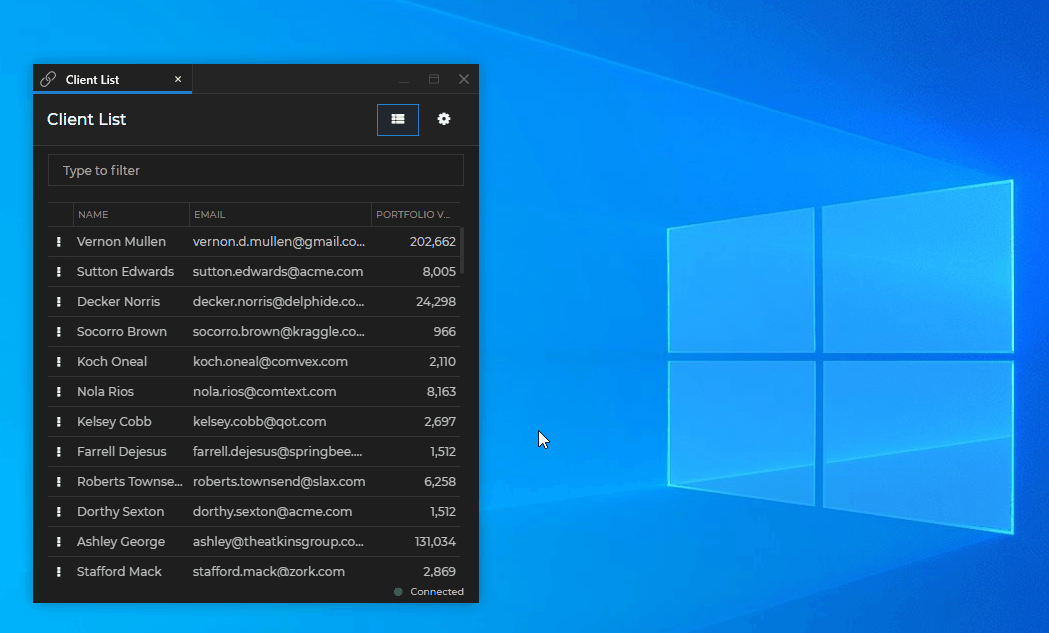 Client List
Client List
Type to filter
NAME EMAIL PORTFOLIO V...
Vernon Mullen vernon.d.mullen@gmail.co... 202,662
Sutton Edwards sutton.edwards@acme.com 8,005
Decker Norris decker.norris@delphide.co... 24,298
Socorro Brown socorro.brown@kraggle.co... 966
Koch Oneal koch.oneal@comvex.com 2,110
Nola Rios nola.rios@comtext.com 8,163
Kelsey Cobb kelsey.cobb@qot.com 2,697
Farrell Dejesus farrell.dejesus@springbee.... 1,512
Roberts Townse... roberts.townsend@slax.com 6,258
Dorthy Sexton dorthy.sexton@acme.com 1,512
Ashley George ashley@theatkinsgroup.co... 131,034
Stafford Mack stafford.mack@zork.com 2,869
Connected